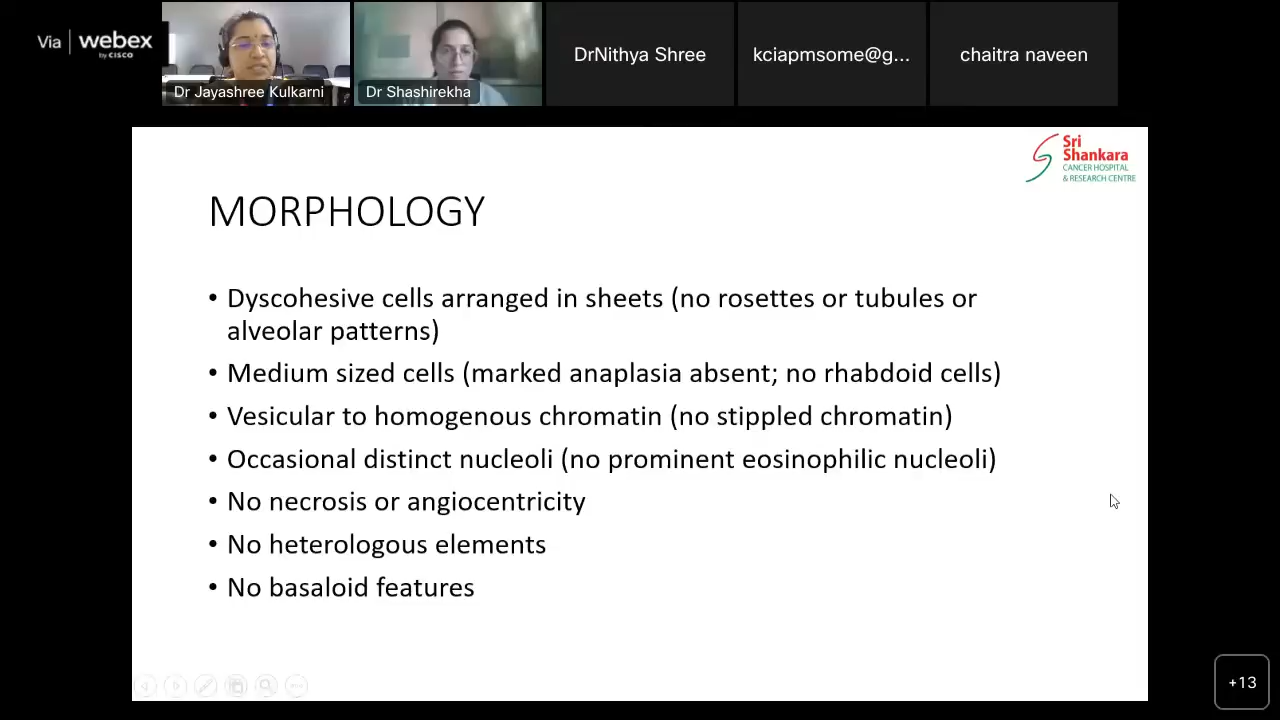 Via webex
by CISCO
Dr Jayashree Kulkarni
Dr Shashirekha
DrNithya Shree
kciapmsome@g...
chaitra naveen
Sri
Shankara
CANCER HOSPITAL
& RESEARCH CENTRE
MORPHOLOGY
• Dyscohesive cells arranged in sheets (no rosettes or tubules or
alveolar patterns)
• Medium sized cells (marked anaplasia absent; no rhabdoid cells)
• Vesicular to homogenous chromatin (no stippled chromatin)
• Occasional distinct nucleoli (no prominent eosinophilic nucleoli)
• No necrosis or angiocentricity
• No heterologous elements
• No basaloid features
+13